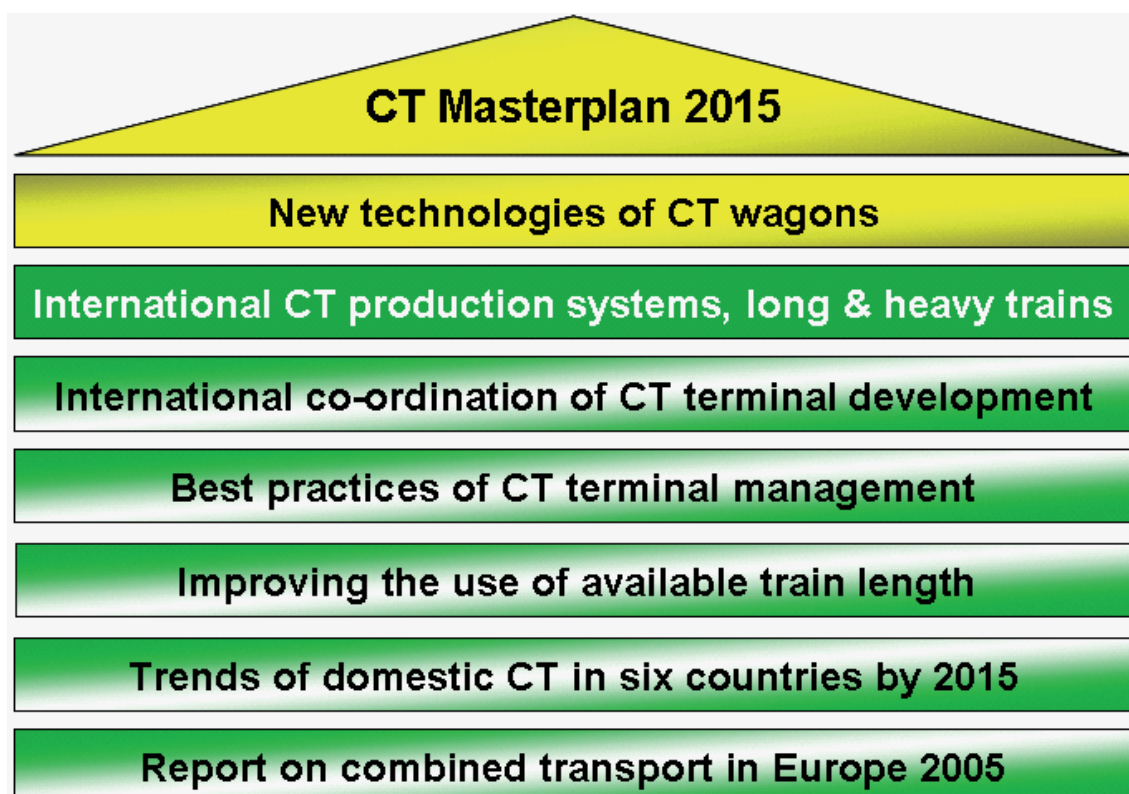 CT Masterplan 2015
New technologies of CT wagons
International CT production systems, long & heavy trains
International co-ordination of CT terminal development
Best practices of CT terminal management
Improving the use of available train length
Trends of domestic CT in six countries by 2015
Report on combined transport in Europe 2005